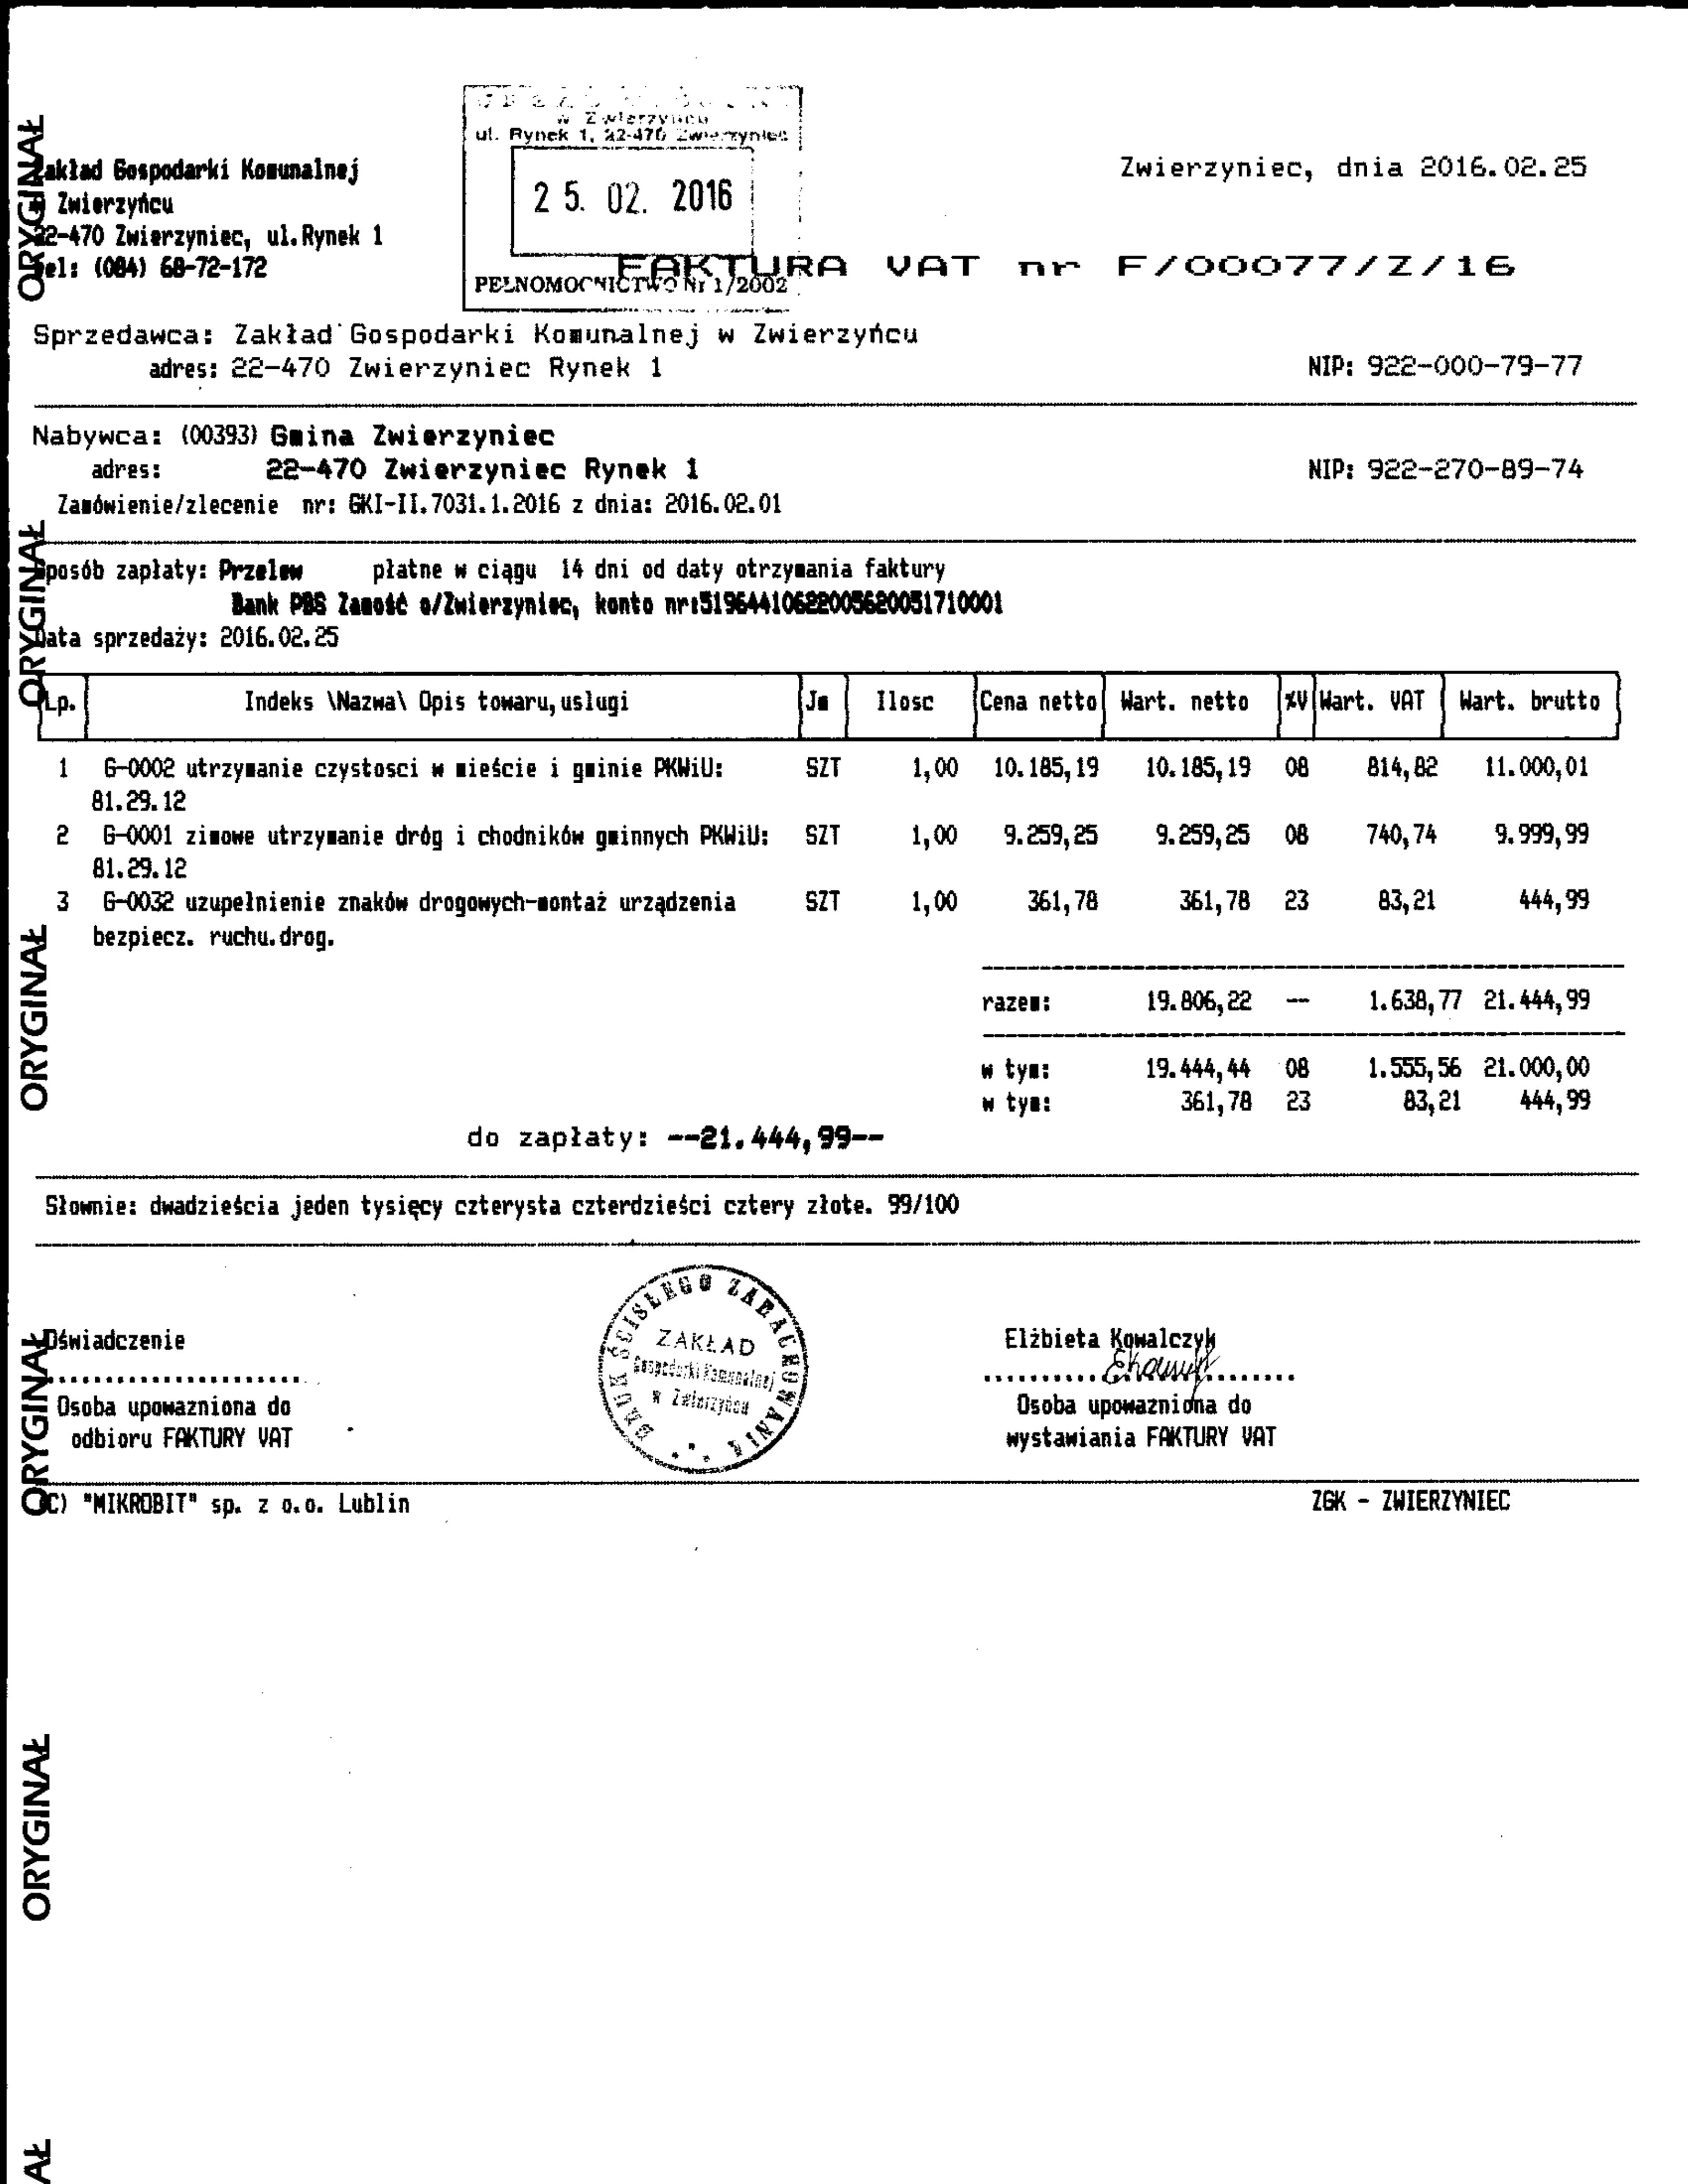 ORYGINAŁ
w Zwierzyńcu
ul. Rynek 1, 22-470 Zwierzyniec
25. 02. 2016
PEŁNOMOCNICTWO Nr 1/2002
Zakład Gospodarki Komunalnej
w Zwierzyńcu
22-470 Zwierzyniec, ul.Rynek 1
tel: (084) 68-72-172
Zwierzyniec, dnia 2016.02.25
FAKTURA VAT nr F/00077/Z/16
Sprzedawca: Zakład Gospodarki Komunalnej w Zwierzyńcu
adres: 22-470 Zwierzyniec Rynek 1 NIP: 922-000-79-77
Nabywca: (00393) Gmina Zwierzyniec
adres: 22-470 Zwierzyniec Rynek 1 NIP: 922-270-89-74
Zamówienie/zlecenie nr: GKI-II.7031.1.2016 z dnia: 2016.02.01
ORYGINAŁ
Sposób zapłaty: Przelew płatne w ciągu 14 dni od daty otrzymania faktury
Bank PBS Zamość o/Zwierzyniec, konto nr:51964410622005620051710001
Data sprzedaży: 2016.02.25
Lp. Indeks \Nazwa\ Opis towaru,uslugi Jm Ilosc Cena netto Wart. netto %V Wart. VAT Wart. brutto
1 G-0002 utrzymanie czystosci w mieście i gminie PKWiU: SZT 1,00 10.185,19 10.185,19 08 814,82 11.000,01
81.29.12
2 G-0001 zimowe utrzymanie dróg i chodników gminnych PKWiU: SZT 1,00 9.259,25 9.259,25 08 740,74 9.999,99
81.29.12
3 G-0032 uzupełnienie znaków drogowych-montaż urządzenia SZT 1,00 361,78 361,78 23 83,21 444,99
bezpiecz. ruchu.drog.
ORYGINAŁ
razem: 19.806,22 -- 1.638,77 21.444,99
w tym: 19.444,44 08 1.555,56 21.000,00
w tym: 361,78 23 83,21 444,99
do zapłaty: --21.444,99--
Słownie: dwadzieścia jeden tysięcy czterysta czterdzieści cztery złote. 99/100
DRUK ŚCISŁEGO ZARACHOWANIA
ZAKŁAD
Gospodarki Komunalnej
w Zwierzyńcu
ORYGINAŁ
Oświadczenie
Osoba upowazniona do
odbioru FAKTURY VAT
Elżbieta Kowalczyk
Osoba upowazniona do
wystawiania FAKTURY VAT
(C) "MIKROBIT" sp. z o.o. Lublin ZGK - ZWIERZYNIEC
ORYGINAŁ
AŁ